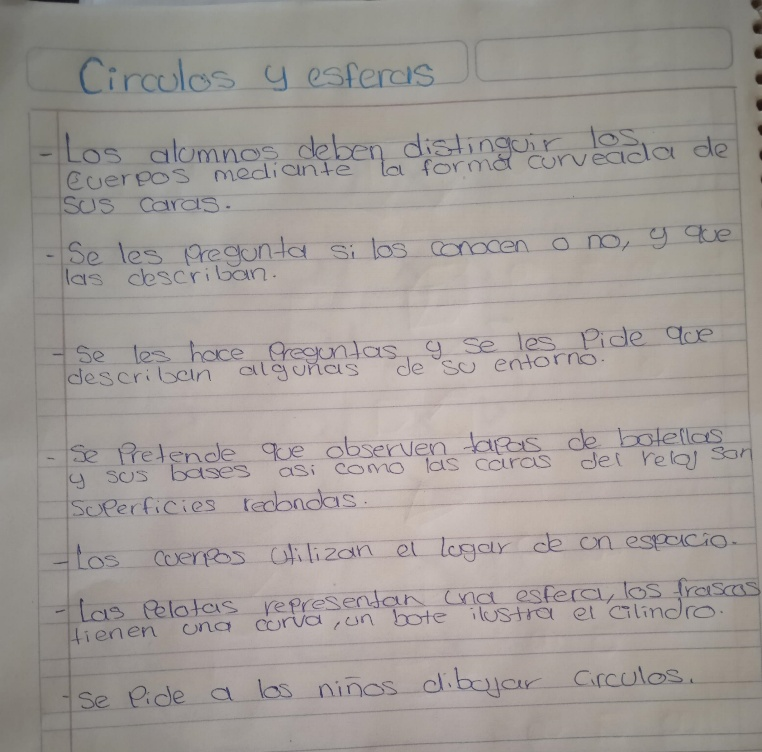 Circulos y esferas
- Los alumnos deben distinguir los
cuerpos mediante la forma curveada de
sus caras.
- Se les pregunta si los conocen o no, y que
las describan.
- Se les hace preguntas y se les Pide que
describan algunas de su entorno.
- Se Pretende que observen tapas de botellas
y sus bases asi como las caras del reloj son
superficies redondas.
- Los cuerpos utilizan el lugar de un espacio.
- Las Pelotas representan una esfera, los frascos
tienen una curva, un bote ilustra el cilindro.
- Se Pide a los niños dibujar circulos.